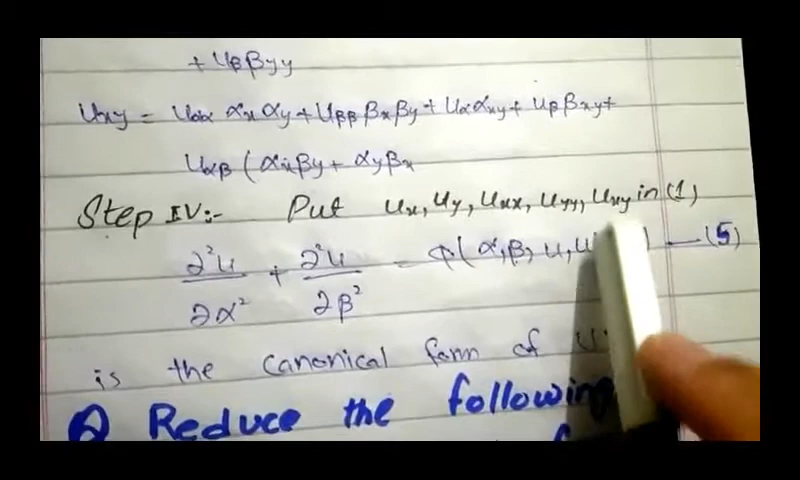 + uβ βyy
uxy = uαα αx αy + uββ βx βy + uα αxy + uβ βxy +
uαβ (αx βy + αy βx
Step IV:- Put ux, uy, uxx, uyy, uxy in (1)
∂²u/∂α² + ∂²u/∂β² = φ(α, β, u, u ) — (5)
is the canonical form of
Q Reduce the following